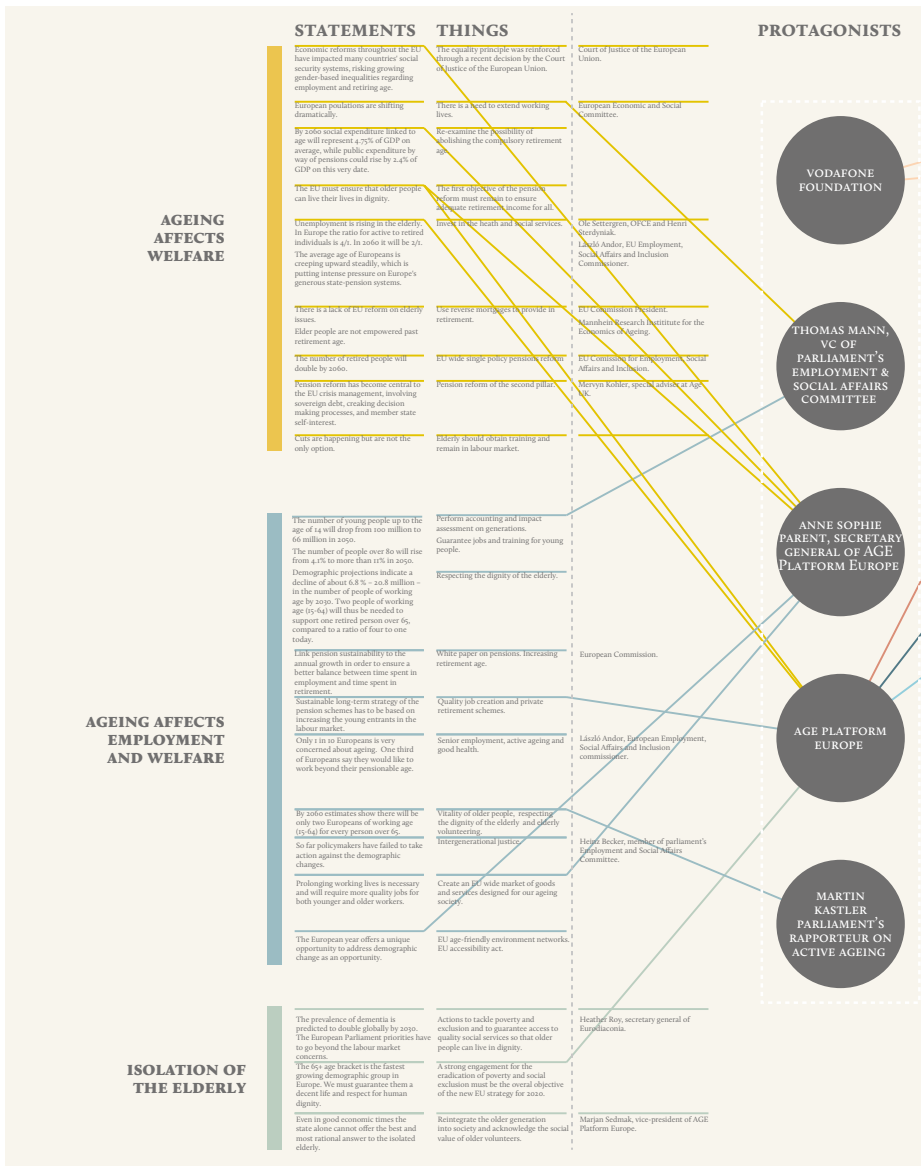 STATEMENTS
THINGS
PROTAGONISTS
AGEING
AFFECTS
WELFARE
Economic reforms throughout the EU
have impacted many countries' social
security systems, risking growing
gender-based inequalities regarding
employment and retiring age.
The equality principle was reinforced
through a recent decision by the Court
of Justice of the European Union.
Court of Justice of the European
Union.
European poulations are shifting
dramatically.
There is a need to extend working
lives.
European Economic and Social
Committee.
By 2060 social expenditure linked to
age will represent 4.75% of GDP on
average, while public expenditure by
way of pensions could rise by 2.4% of
GDP on this very date.
Re-examine the possibility of
abolishing the compulsory retirement
age.
The EU must ensure that older people
can live their lives in dignity.
The first objective of the pension
reform must remain to ensure
adequate retirement income for all.
Unemployment is rising in the elderly.
In Europe the ratio for active to retired
individuals is 4/1. In 2060 it will be 2/1.
The average age of Europeans is
creeping upward steadily, which is
putting intense pressure on Europe's
generous state-pension systems.
Invest in the heath and social services.
Ole Settergren, OFCE and Henri
Sterdyniak.
László Andor, EU Employment,
Social Affairs and Inclusion
Commissioner.
There is a lack of EU reform on elderly
issues.
Elder people are not empowered past
retirement age.
Use reverse mortgages to provide in
retirement.
EU Commission President.
Mannheim Research Instititute for the
Economics of Ageing.
The number of retired people will
double by 2060.
EU wide single policy pensions reform
EU Comission for Employment, Social
Affairs and Inclusion.
Pension reform has become central to
the EU crisis management, involving
sovereign debt, creaking decision
making processes, and member state
self-interest.
Pension reform of the second pillar.
Mervyn Kohler, special adviser at Age
UK.
Cuts are happening but are not the
only option.
Elderly should obtain training and
remain in labour market.
AGEING AFFECTS
EMPLOYMENT
AND WELFARE
The number of young people up to the
age of 14 will drop from 100 million to
66 million in 2050.
The number of people over 80 will rise
from 4.1% to more than 11% in 2050.
Demographic projections indicate a
decline of about 6.8 % – 20.8 million –
in the number of people of working
age by 2030. Two people of working
age (15-64) will thus be needed to
support one retired person over 65,
compared to a ratio of four to one
today.
Perform accounting and impact
assessment on generations.
Guarantee jobs and training for young
people.
Respecting the dignity of the elderly.
Link pension sustainability to the
annual growth in order to ensure a
better balance between time spent in
employment and time spent in
retirement.
White paper on pensions. Increasing
retirement age.
European Commission.
Sustainable long-term strategy of the
pension schemes has to be based on
increasing the young entrants in the
labour market.
Quality job creation and private
retirement schemes.
Only 1 in 10 Europeans is very
concerned about ageing. One third
of Europeans say they would like to
work beyond their pensionable age.
Senior employment, active ageing and
good health.
László Andor, European Employment,
Social Affairs and Inclusion
commissioner.
By 2060 estimates show there will be
only two Europeans of working age
(15-64) for every person over 65.
Vitality of older people, respecting
the dignity of the elderly and elderly
volunteering.
So far policymakers have failed to take
action against the demographic
changes.
Intergenerational justice.
Heinz Becker, member of parliament's
Employment and Social Affairs
Committee.
Prolonging working lives is necessary
and will require more quality jobs for
both younger and older workers.
Create an EU wide market of goods
and services designed for our ageing
society.
The European year offers a unique
opportunity to address demographic
change as an opportunity.
EU age-friendly environment networks.
EU accessibility act.
ISOLATION OF
THE ELDERLY
The prevalence of dementia is
predicted to double globally by 2030.
The European Parliament priorities have
to go beyond the labour market
concerns.
Actions to tackle poverty and
exclusion and to guarantee access to
quality social services so that older
people can live in dignity.
Heather Roy, secretary general of
Eurodiaconia.
The 65+ age bracket is the fastest
growing demographic group in
Europe. We must guarantee them a
decent life and respect for human
dignity.
A strong engagement for the
eradication of poverty and social
exclusion must be the overal objective
of the new EU strategy for 2020.
Even in good economic times the
state alone cannot offer the best and
most rational answer to the isolated
elderly.
Reintegrate the older generation
into society and acknowledge the social
value of older volunteers.
Marjan Sedmak, vice-president of AGE
Platform Europe.
VODAFONE
FOUNDATION
THOMAS MANN,
VC OF
PARLIAMENT'S
EMPLOYMENT &
SOCIAL AFFAIRS
COMMITTEE
ANNE SOPHIE
PARENT, SECRETARY
GENERAL OF AGE
PLATFORM EUROPE
AGE PLATFORM
EUROPE
MARTIN
KASTLER
PARLIAMENT'S
RAPPORTEUR ON
ACTIVE AGEING